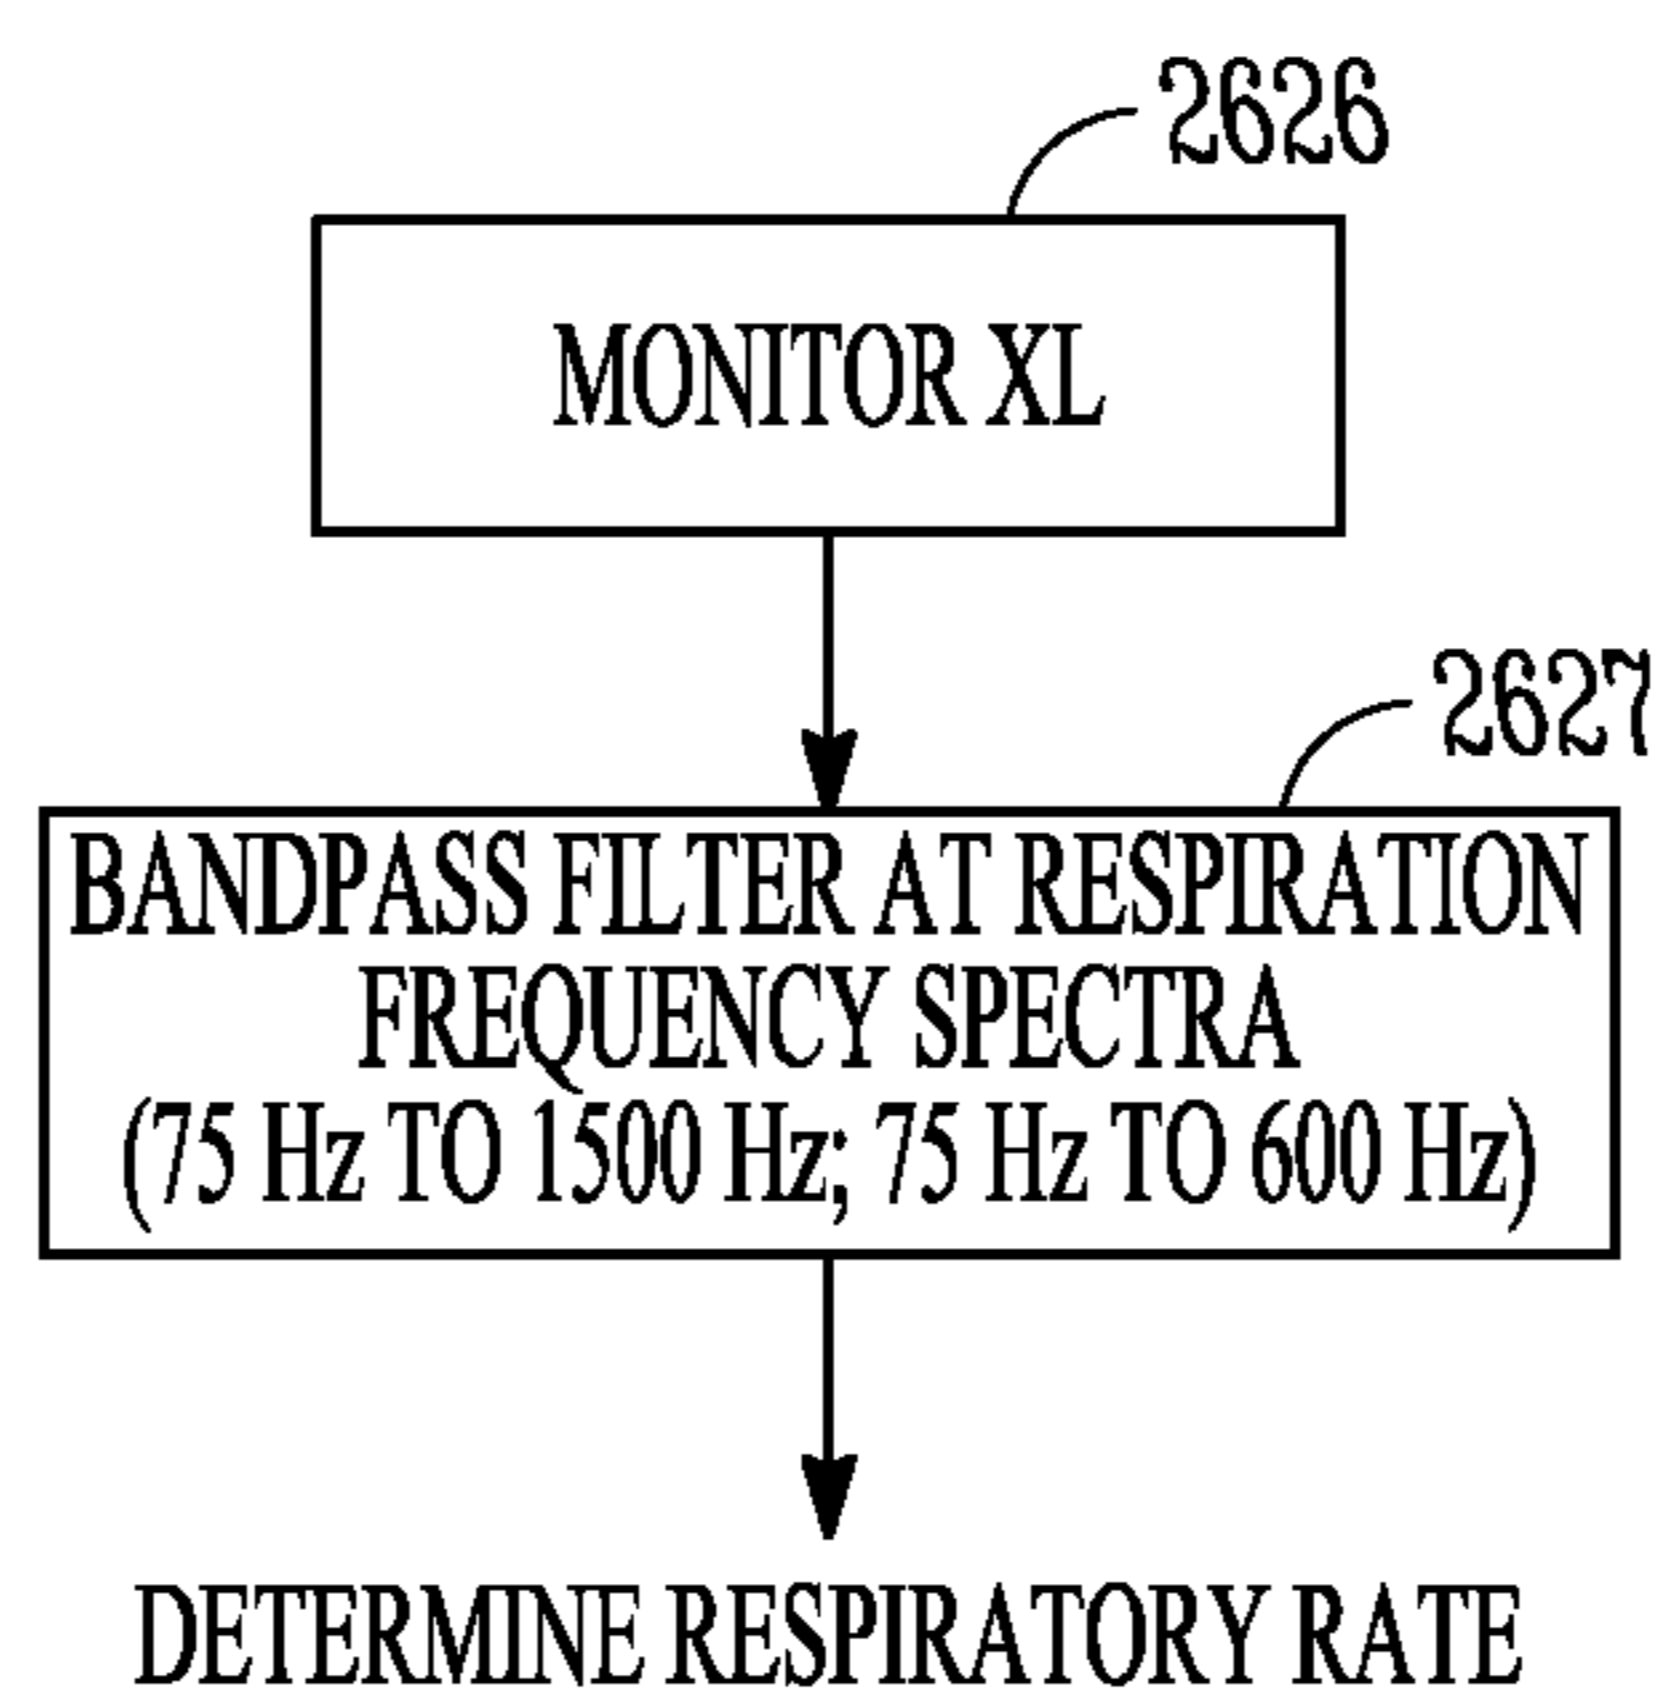 2626
MONITOR XL
2627
BANDPASS FILTER AT RESPIRATION
FREQUENCY SPECTRA
(75 Hz TO 1500 Hz; 75 Hz TO 600 Hz)
DETERMINE RESPIRATORY RATE